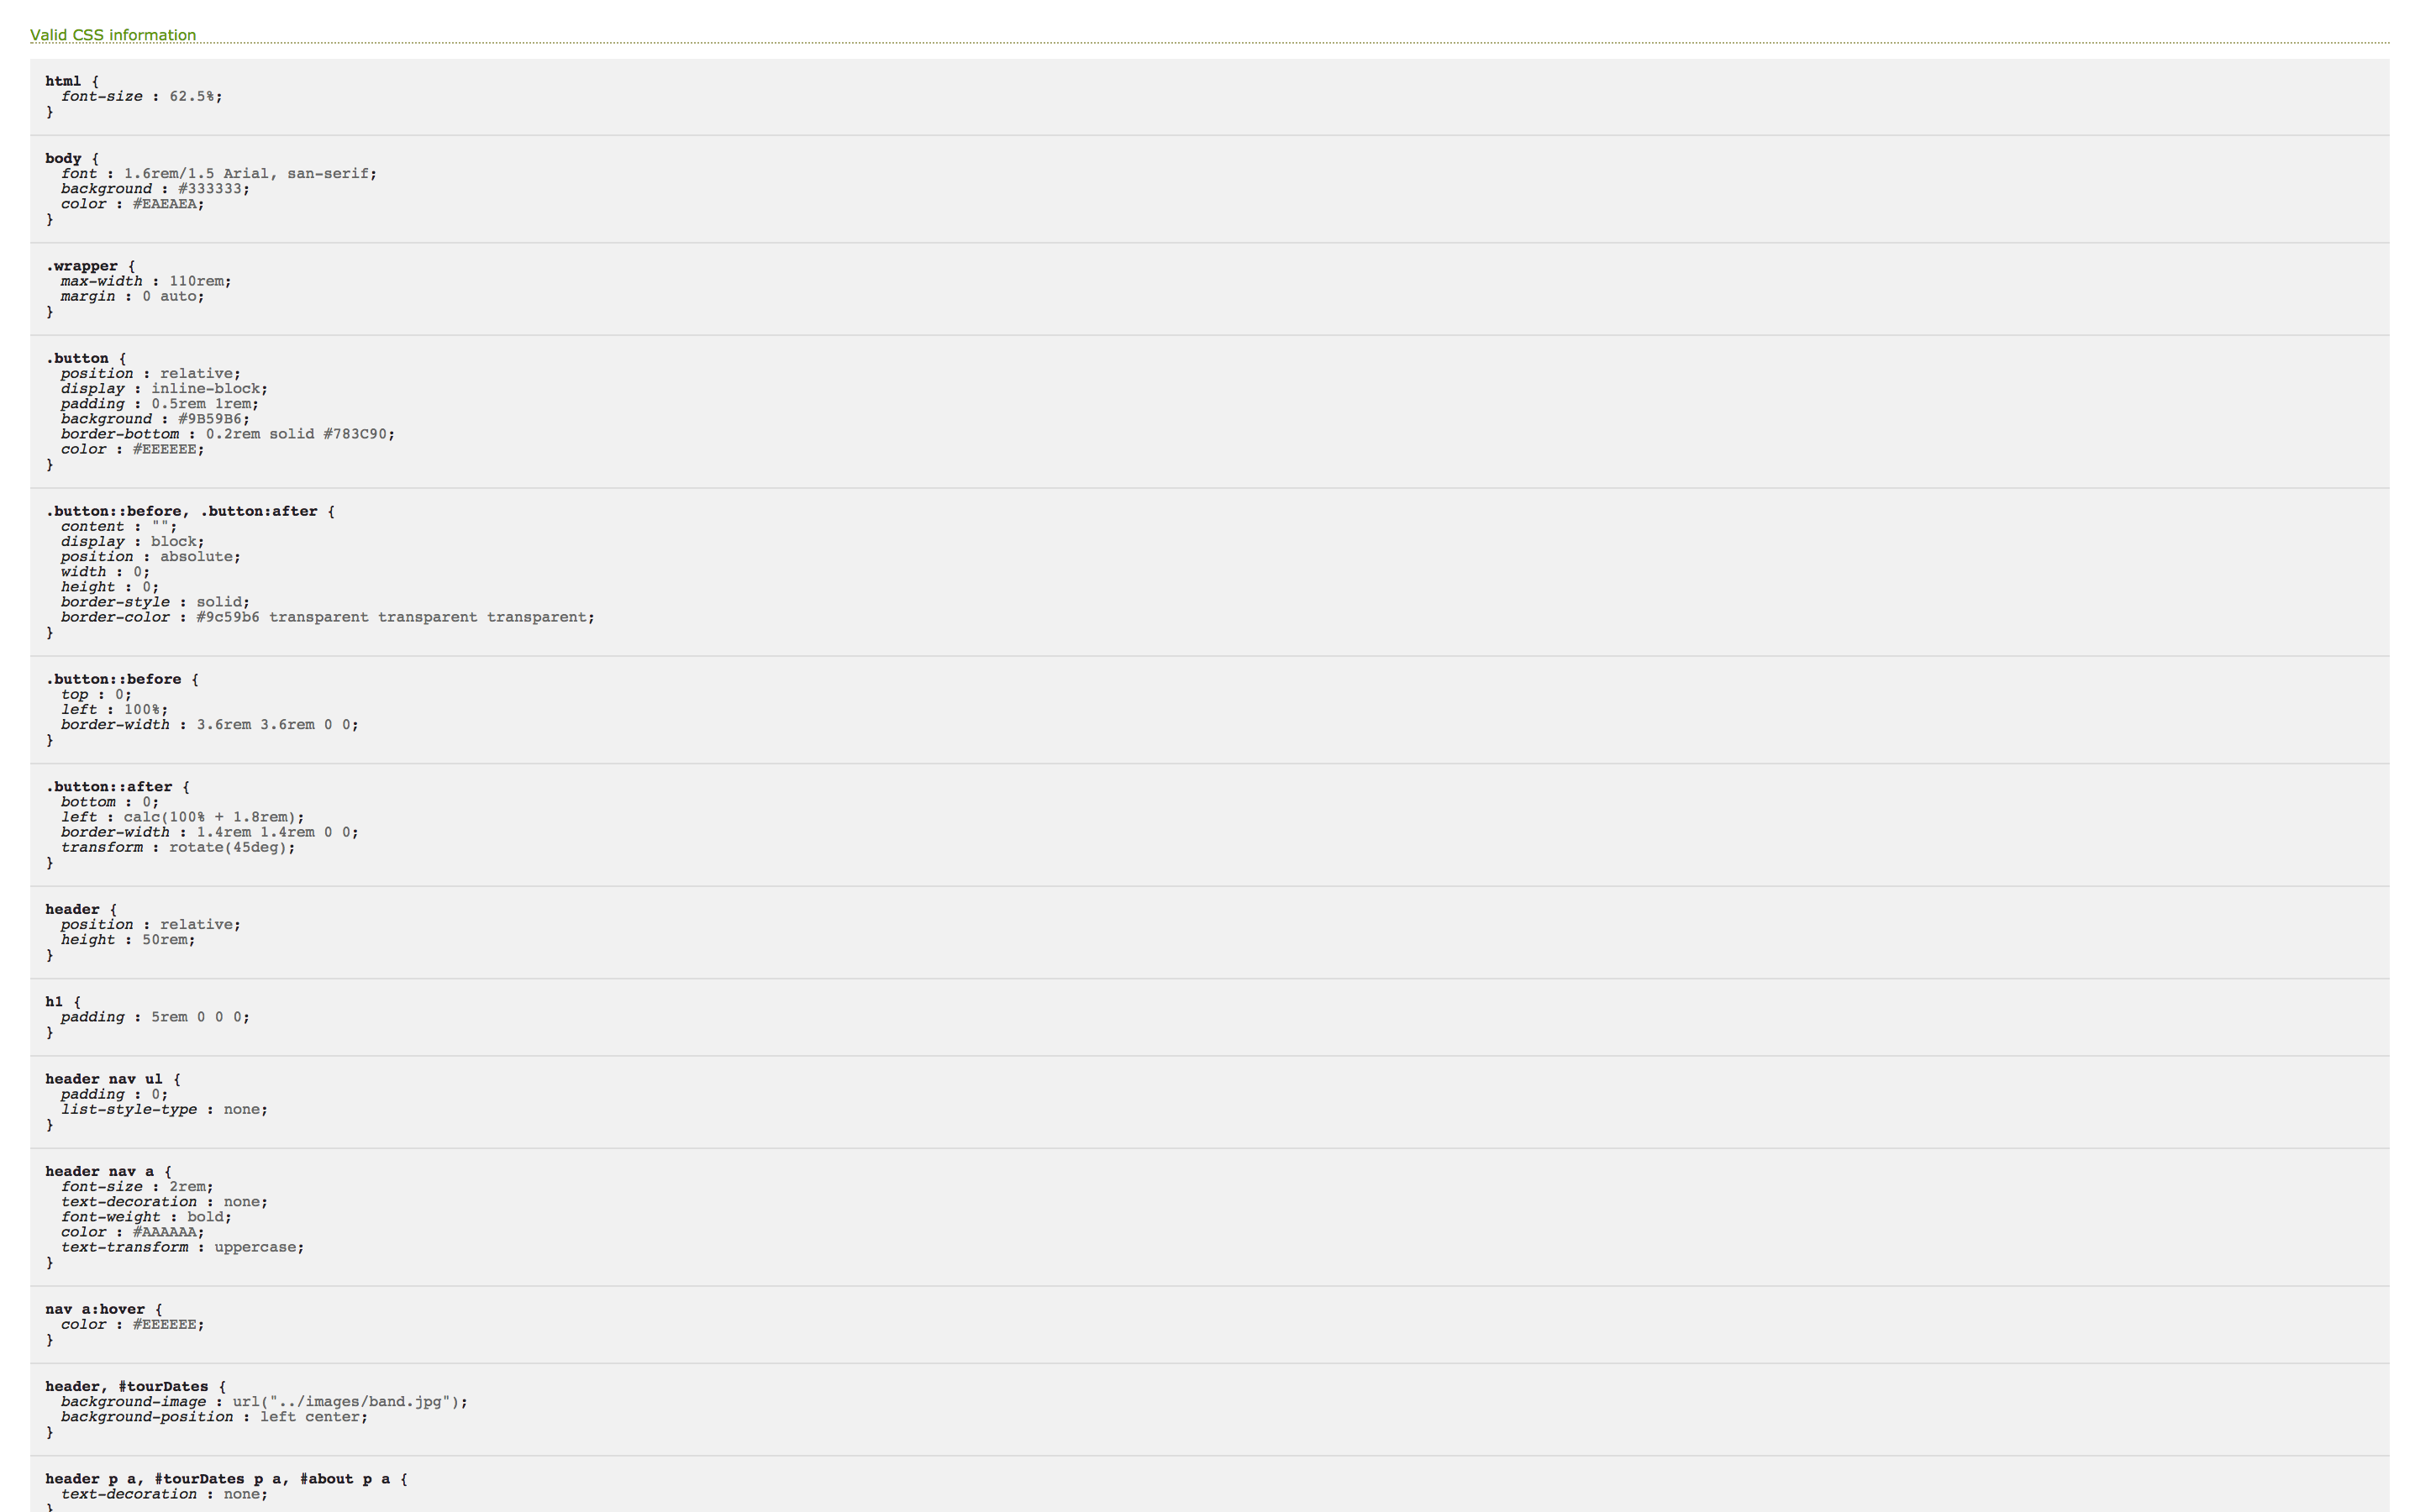 Valid CSS information
html {
font-size : 62.5%;
}
body {
font : 1.6rem/1.5 Arial, san-serif;
background : #333333;
color : #EAEAEA;
}
.wrapper {
max-width : 110rem;
margin : 0 auto;
}
.button {
position : relative;
display : inline-block;
padding : 0.5rem 1rem;
background : #9B59B6;
border-bottom : 0.2rem solid #783C90;
color : #EEEEEE;
}
.button::before, .button:after {
content : "";
display : block;
position : absolute;
width : 0;
height : 0;
border-style : solid;
border-color : #9c59b6 transparent transparent transparent;
}
.button::before {
top : 0;
left : 100%;
border-width : 3.6rem 3.6rem 0 0;
}
.button::after {
bottom : 0;
left : calc(100% + 1.8rem);
border-width : 1.4rem 1.4rem 0 0;
transform : rotate(45deg);
}
header {
position : relative;
height : 50rem;
}
h1 {
padding : 5rem 0 0 0;
}
header nav ul {
padding : 0;
list-style-type : none;
}
header nav a {
font-size : 2rem;
text-decoration : none;
font-weight : bold;
color : #AAAAAA;
text-transform : uppercase;
}
nav a:hover {
color : #EEEEEE;
}
header, #tourDates {
background-image : url("../images/band.jpg");
background-position : left center;
}
header p a, #tourDates p a, #about p a {
text-decoration : none;
}